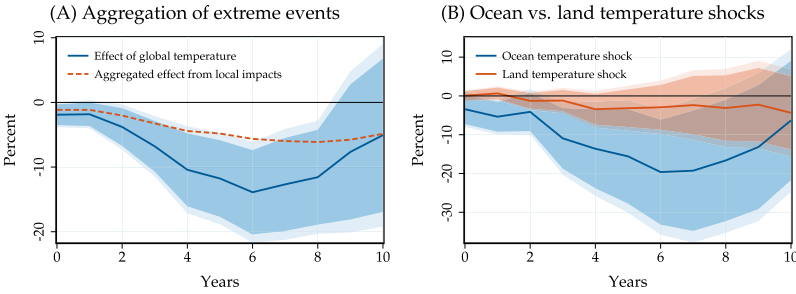 (A) Aggregation of extreme events
Effect of global temperature
Aggregated effect from local impacts
Percent
10
0
-10
-20
0 2 4 6 8 10
Years
(B) Ocean vs. land temperature shocks
Ocean temperature shock
Land temperature shock
Percent
10
0
-10
-20
-30
0 2 4 6 8 10
Years